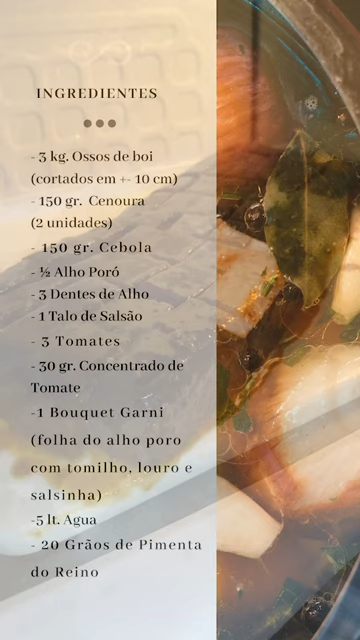 INGREDIENTES
- 3 kg. Ossos de boi
(cortados em +- 10 cm)
- 150 gr. Cenoura
(2 unidades)
- 150 gr. Cebola
- ½ Alho Poró
- 3 Dentes de Alho
- 1 Talo de Salsão
- 3 Tomates
- 30 gr. Concentrado de
Tomate
-1 Bouquet Garni
(folha do alho poro
com tomilho, louro e
salsinha)
-5 lt. Agua
- 20 Grãos de Pimenta
do Reino